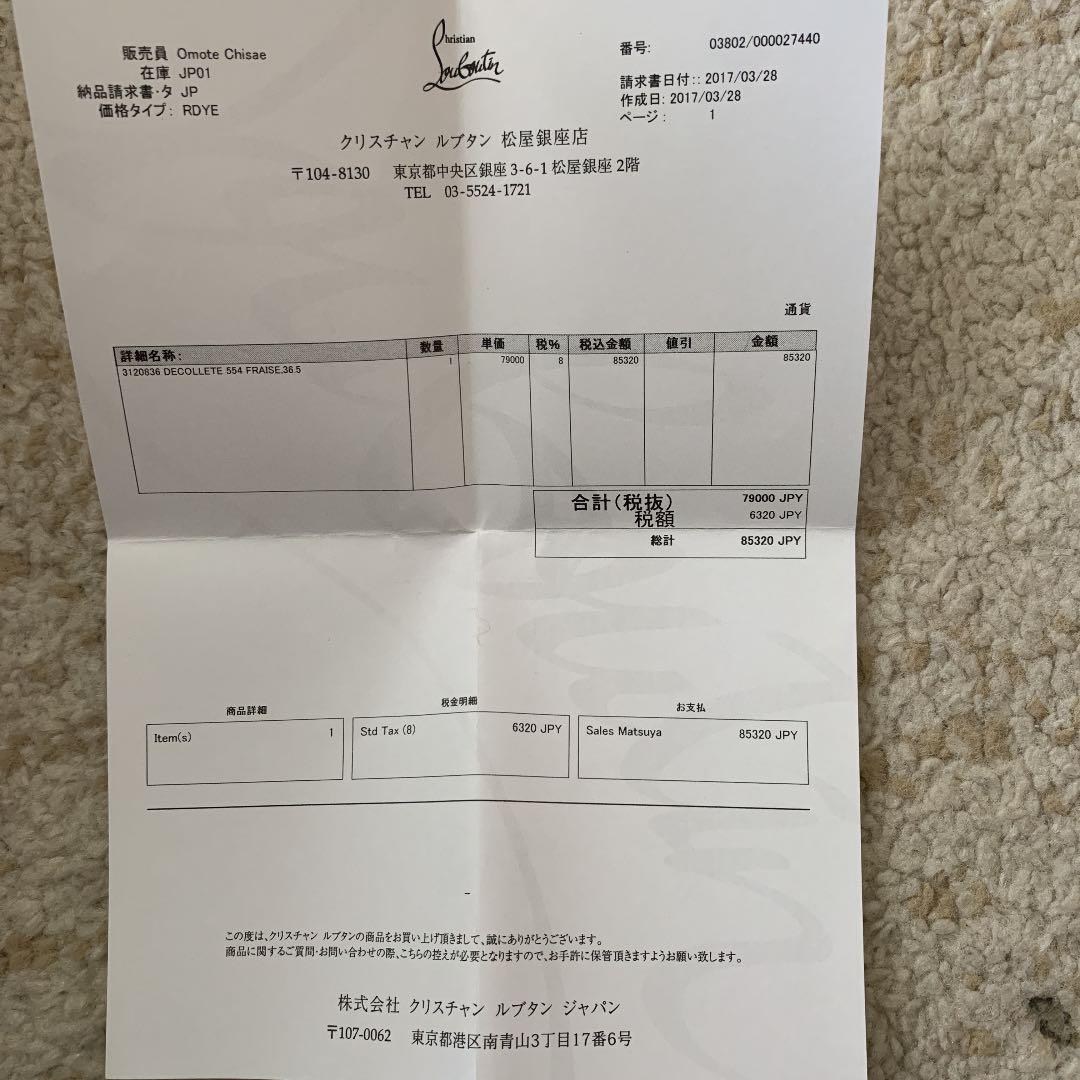 販売員 Omote Chisae
在庫 JP01
納品請求書・タ JP
価格タイプ: RDYE
Christian
Louboutin
番号: 03802/000027440
請求書日付:: 2017/03/28
作成日: 2017/03/28
ページ: 1
クリスチャン ルブタン 松屋銀座店
〒104-8130 東京都中央区銀座 3-6-1 松屋銀座 2階
TEL 03-5524-1721
通貨
詳細名称: 数量 単価 税% 税込金額 値引 金額
3120836 DECOLLETE 554 FRAISE,36.5 1 79000 8 85320 85320
合計(税抜) 79000 JPY
税額 6320 JPY
総計 85320 JPY
商品詳細 税金明細 お支払
Item(s) 1 Std Tax (8) 6320 JPY Sales Matsuya 85320 JPY
-
この度は、クリスチャン ルブタンの商品をお買い上げ頂きまして、誠にありがとうございます。
商品に関するご質問・お問い合わせの際、こちらの控えが必要となりますので、お手許に保管頂きますようお願い致します。
株式会社 クリスチャン ルブタン ジャパン
〒107-0062 東京都港区南青山3丁目17番6号